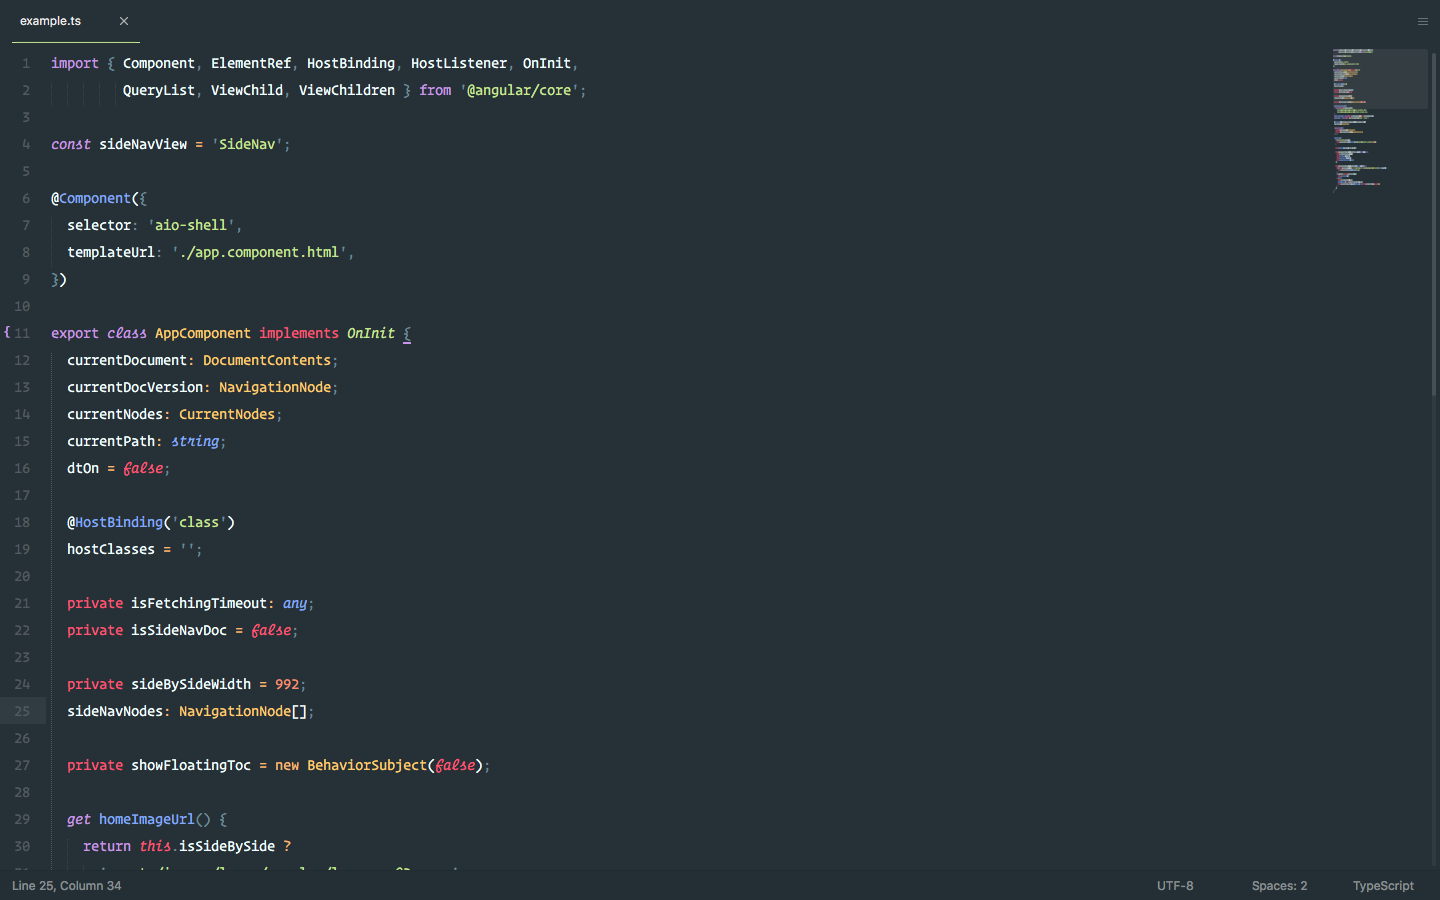 example.ts ×
1 import { Component, ElementRef, HostBinding, HostListener, OnInit,
2 QueryList, ViewChild, ViewChildren } from '@angular/core';
3
4 const sideNavView = 'SideNav';
5
6 @Component({
7 selector: 'aio-shell',
8 templateUrl: './app.component.html',
9 })
10
{ 11 export class AppComponent implements OnInit {
12 currentDocument: DocumentContents;
13 currentDocVersion: NavigationNode;
14 currentNodes: CurrentNodes;
15 currentPath: string;
16 dtOn = false;
17
18 @HostBinding('class')
19 hostClasses = '';
20
21 private isFetchingTimeout: any;
22 private isSideNavDoc = false;
23
24 private sideBySideWidth = 992;
25 sideNavNodes: NavigationNode[];
26
27 private showFloatingToc = new BehaviorSubject(false);
28
29 get homeImageUrl() {
30 return this.isSideBySide ?
Line 25, Column 34 UTF-8 Spaces: 2 TypeScript